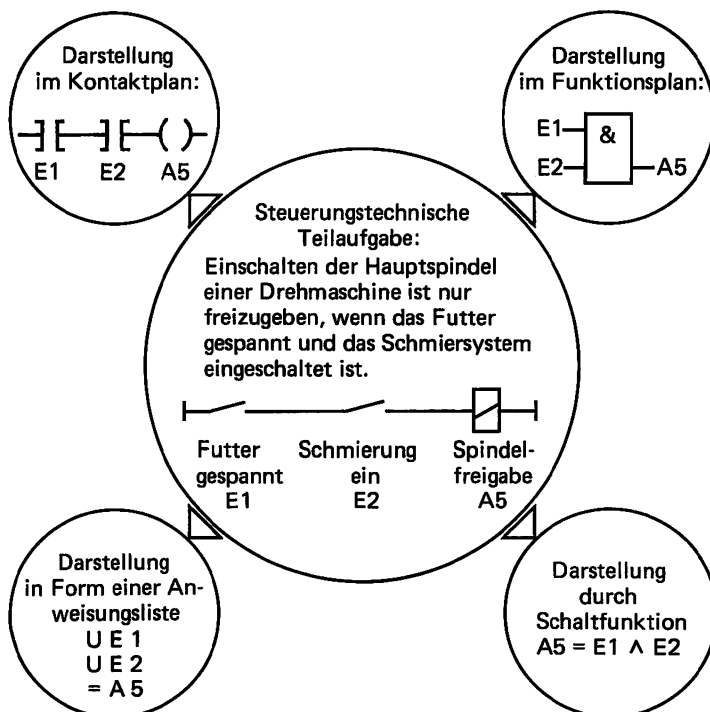 Darstellung
im Kontaktplan:
E1 E2 A5
Darstellung
im Funktionsplan:
E1
&
E2
A5
Steuerungstechnische
Teilaufgabe:
Einschalten der Hauptspindel
einer Drehmaschine ist nur
freizugeben, wenn das Futter
gespannt und das Schmiersystem
eingeschaltet ist.
Futter Schmierung Spindel-
gespannt ein freigabe
E1 E2 A5
Darstellung
in Form einer An-
weisungsliste
U E 1
U E 2
= A 5
Darstellung
durch
Schaltfunktion
A5 = E1 ∧ E2